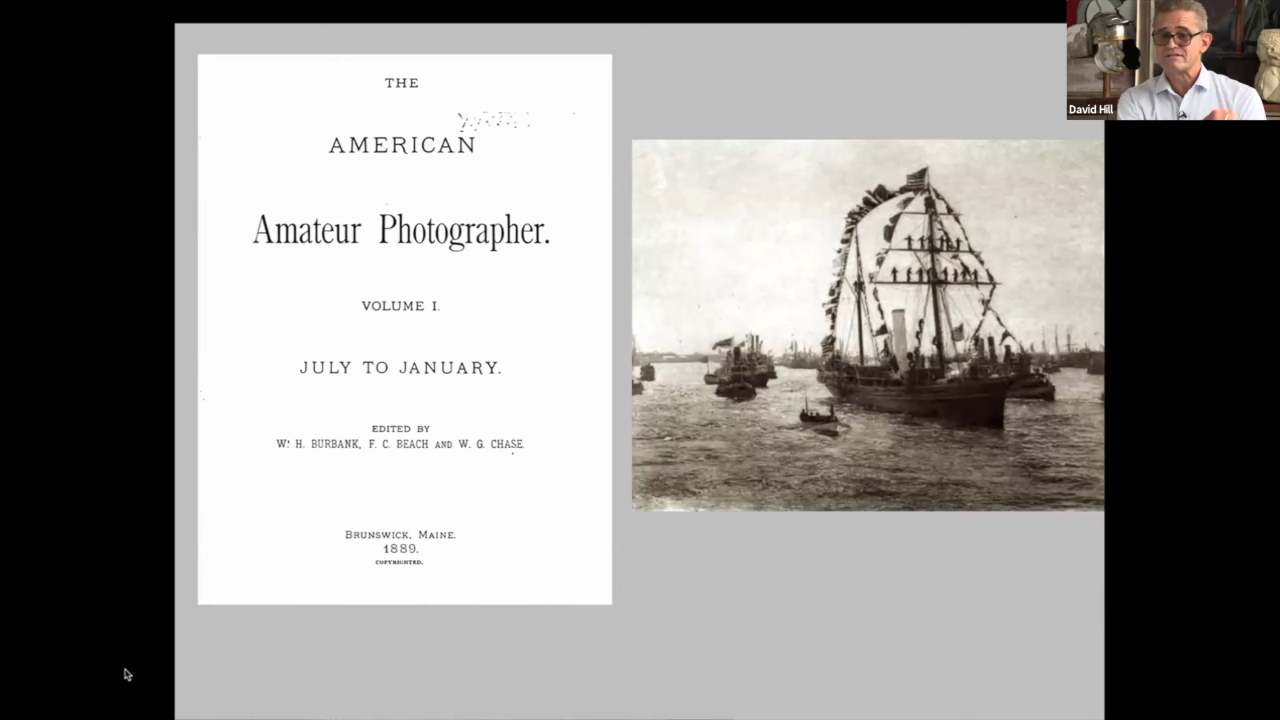 THE
AMERICAN
Amateur Photographer.
VOLUME I.
JULY TO JANUARY.
EDITED BY
W. H. BURBANK, F. C. BEACH AND W. G. CHASE.
BRUNSWICK, MAINE.
1889.
COPYRIGHTED.
David Hill